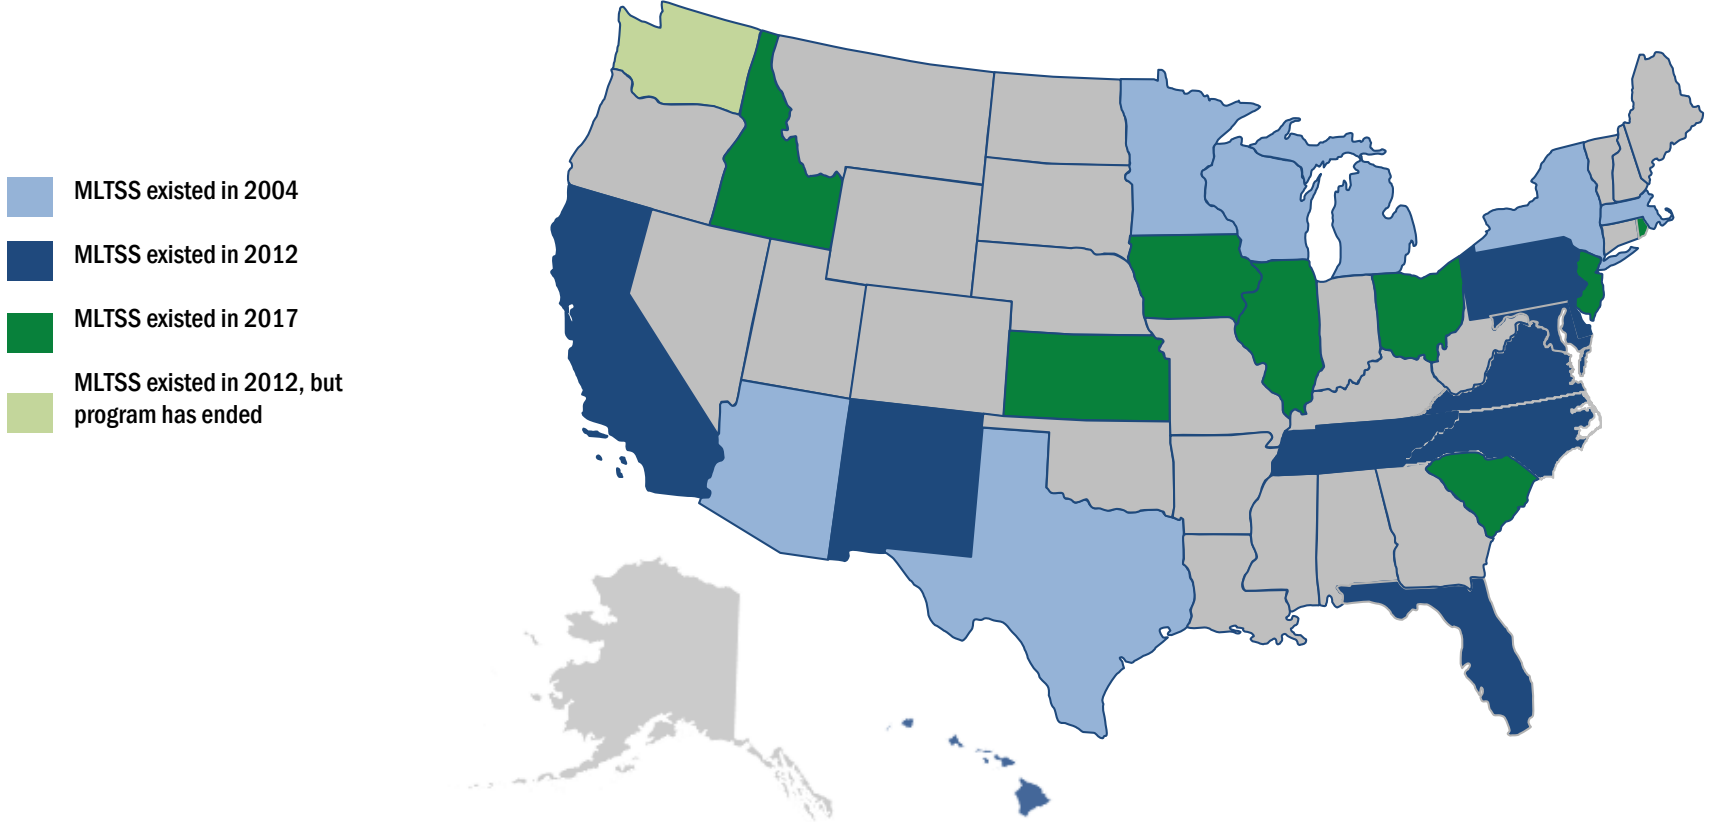 MLTSS existed in 2004
MLTSS existed in 2012
MLTSS existed in 2017
MLTSS existed in 2012, but
program has ended